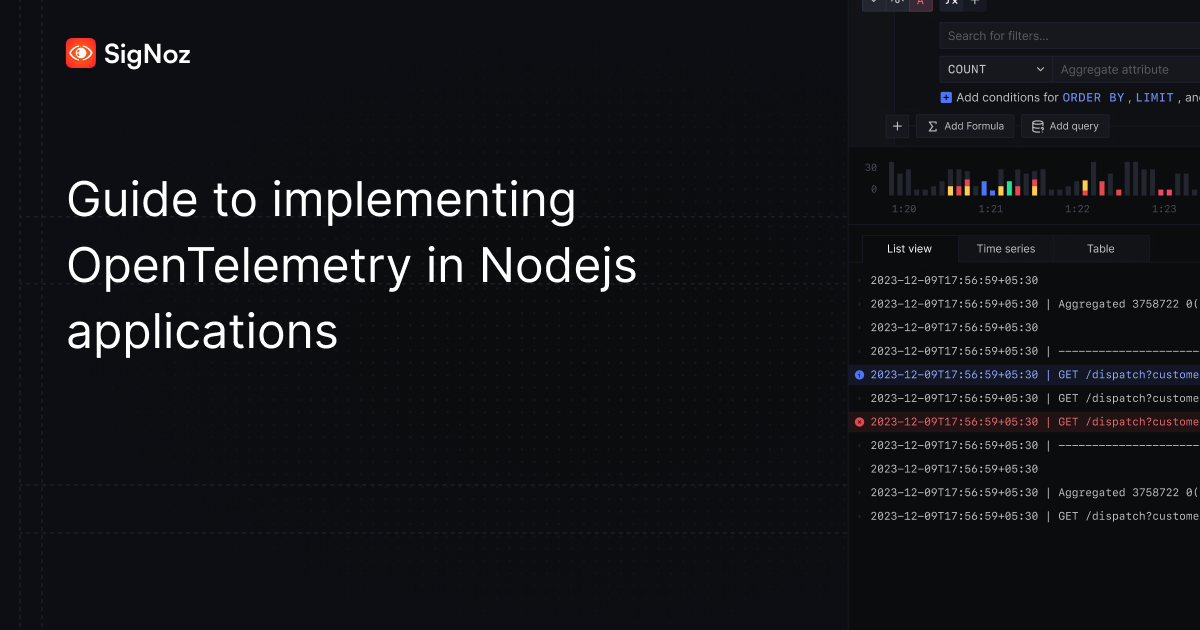 SigNoz
Guide to implementing
OpenTelemetry in Nodejs
applications
A
Search for filters...
COUNT
Aggregate attribute
Add conditions for ORDER BY , LIMIT , an
Add Formula
Add query
30
0
1:20
1:21
1:22
1:23
List view
Time series
Table
2023-12-09T17:56:59+05:30
2023-12-09T17:56:59+05:30 | Aggregated 3758722 0(
2023-12-09T17:56:59+05:30
2023-12-09T17:56:59+05:30 | ---------------------
2023-12-09T17:56:59+05:30 | GET /dispatch?custome
2023-12-09T17:56:59+05:30 | GET /dispatch?custome
2023-12-09T17:56:59+05:30 | GET /dispatch?custome
2023-12-09T17:56:59+05:30 | ---------------------
2023-12-09T17:56:59+05:30
2023-12-09T17:56:59+05:30 | Aggregated 3758722 0(
2023-12-09T17:56:59+05:30 | GET /dispatch?custome